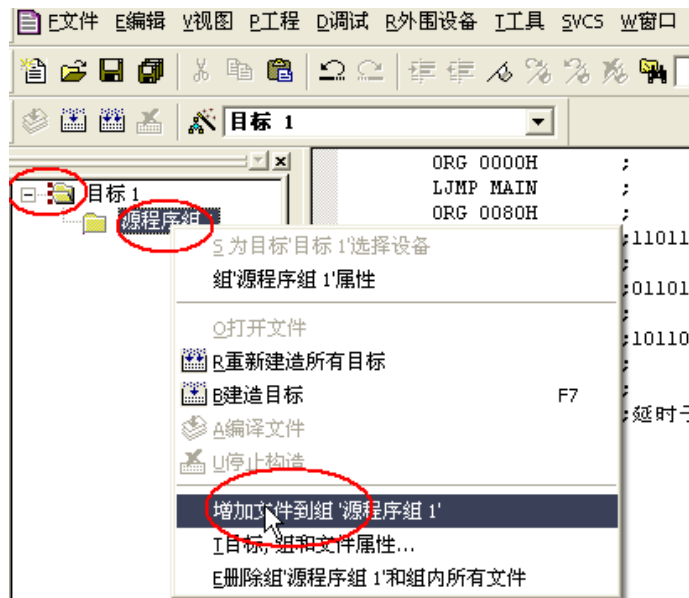 F文件 E编辑 V视图 P工程 D调试 R外围设备 T工具 SVCS W窗口
目标 1
目标 1
源程序组
ORG 0000H ;
LJMP MAIN ;
ORG 0080H ;
;11011
;
;01101
;
;10110
;
;
;延时子
S 为目标'目标 1'选择设备
组'源程序组 1'属性
O打开文件
R重新建造所有目标
B建造目标 F7
A编译文件
U停止构造
增加文件到组 '源程序组 1'
T目标, 组和文件属性...
E删除组'源程序组 1'和组内所有文件